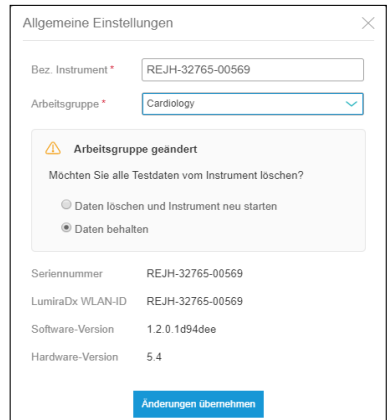 Allgemeine Einstellungen
Bez. Instrument * REJH-32765-00569
Arbeitsgruppe * Cardiology
Arbeitsgruppe geändert
Möchten Sie alle Testdaten vom Instrument löschen?
Daten löschen und Instrument neu starten
Daten behalten
Seriennummer REJH-32765-00569
LumiraDx WLAN-ID REJH-32765-00569
Software-Version 1.2.0.1d94dee
Hardware-Version 5.4
Änderungen übernehmen